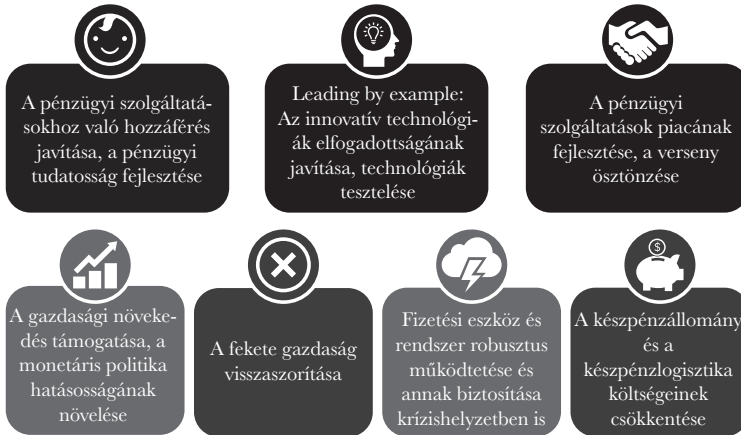 A pénzügyi szolgáltatá-
sokhoz való hozzáférés
javítása, a pénzügyi
tudatosság fejlesztése
Leading by example:
Az innovatív technológi-
ák elfogadottságának
javítása, technológiák
tesztelése
A pénzügyi
szolgáltatások piacának
fejlesztése, a verseny
ösztönzése
A gazdasági növeke-
dés támogatása, a
monetáris politika
hatásosságának
növelése
A fekete gazdaság
visszaszorítása
Fizetési eszköz és
rendszer robusztus
működtetése és
annak biztosítása
krízishelyzetben is
$
A készpénzállomány
és a
készpénzlogisztika
költségeinek
csökkentése